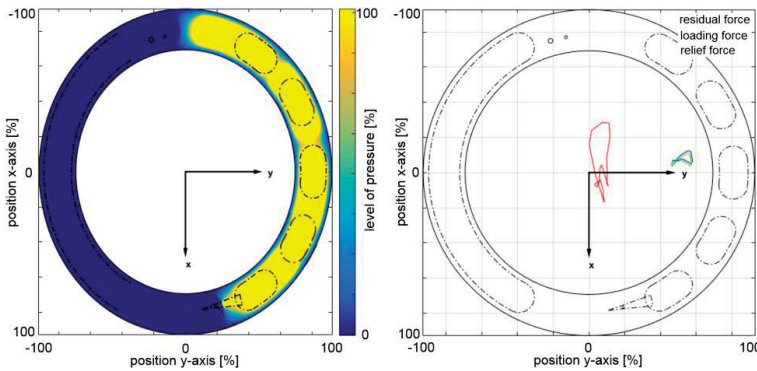 -100
position x-axis [%]
0
100
y
x
-100
0
100
position y-axis [%]
100
level of pressure [%]
0
-100
position x-axis [%]
0
100
residual force
loading force
relief force
y
x
-100
0
100
position y-axis [%]